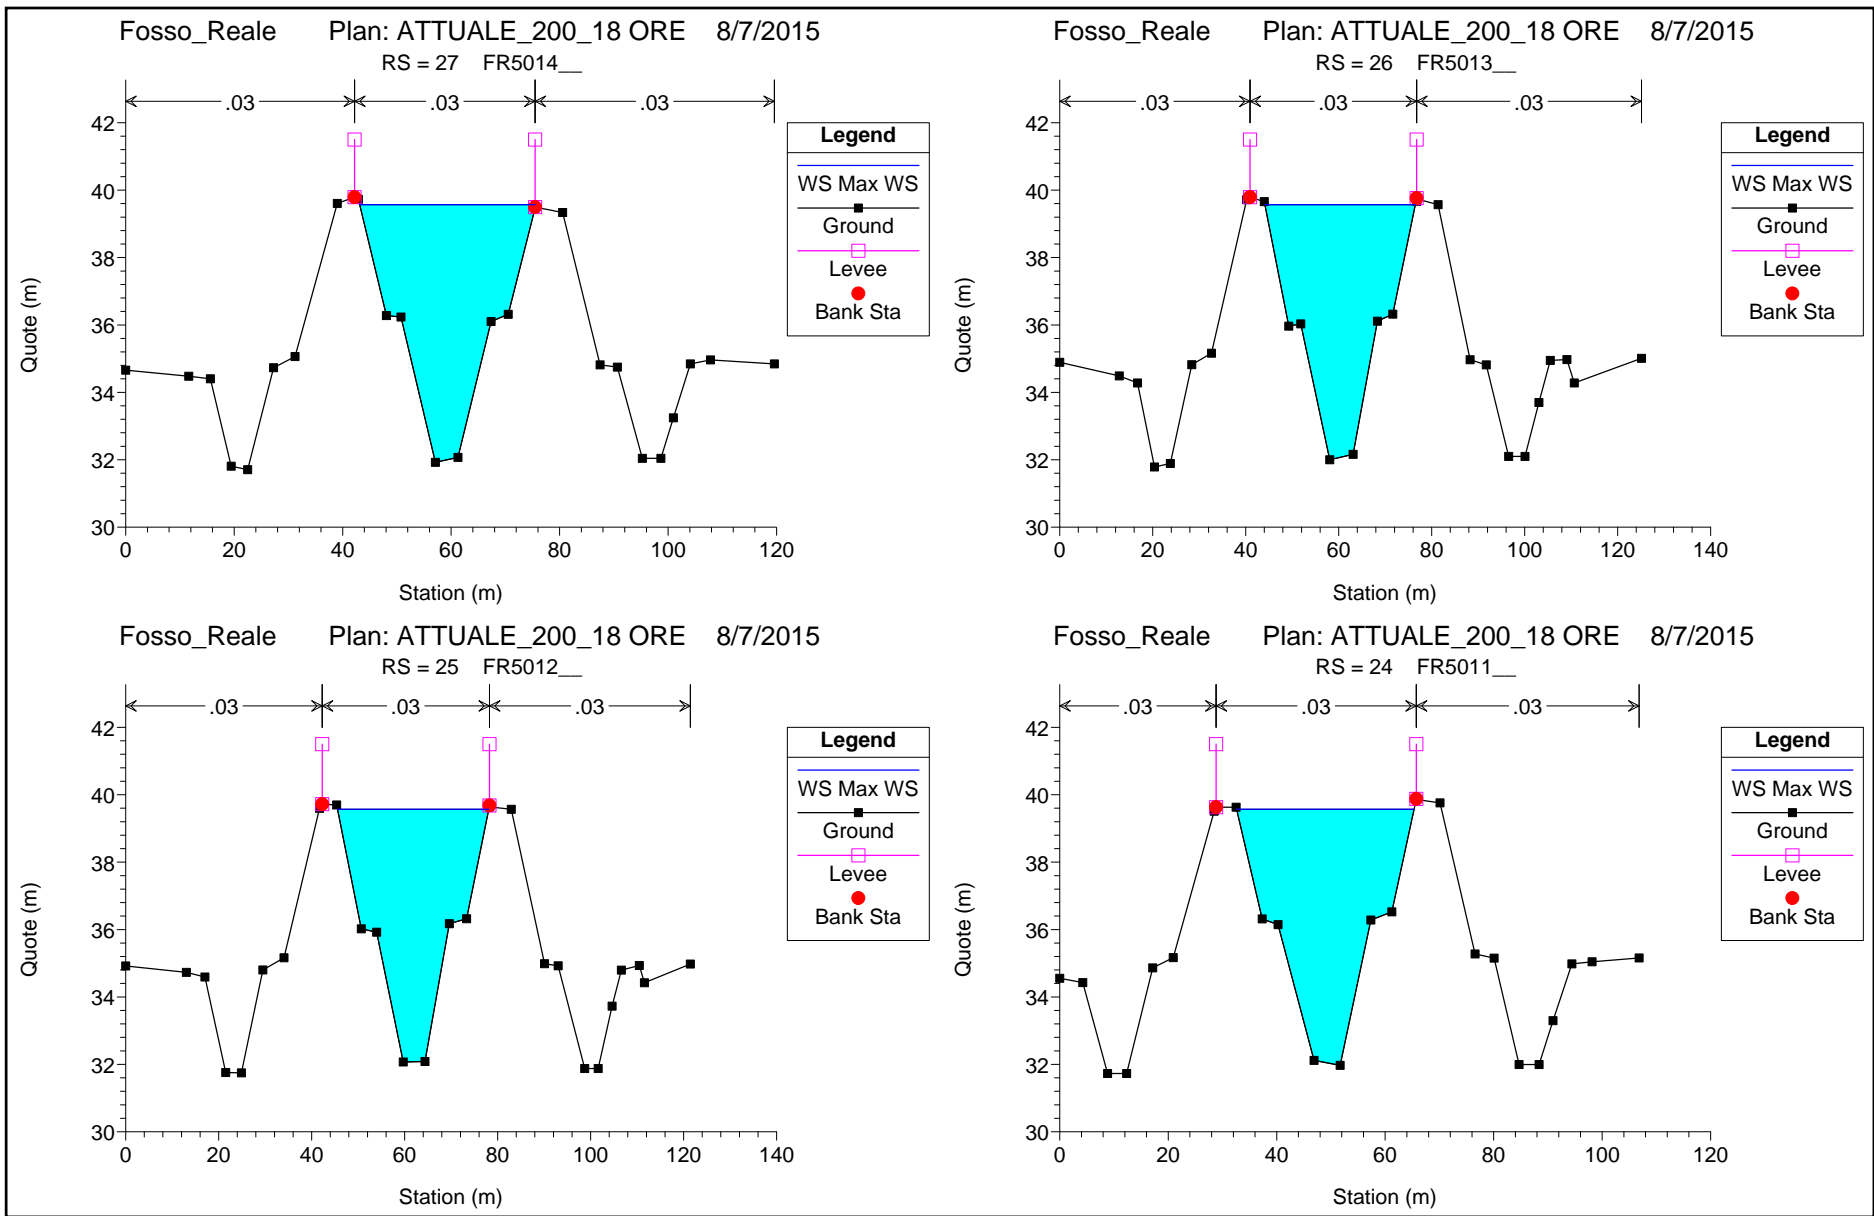 Fosso_Reale Plan: ATTUALE_200_18 ORE 8/7/2015
RS = 27 FR5014__
.03 .03 .03
42
40
38
36
34
32
30
0 20 40 60 80 100 120
Quote (m)
Station (m)
Legend
WS Max WS
Ground
Levee
Bank Sta
Fosso_Reale Plan: ATTUALE_200_18 ORE 8/7/2015
RS = 26 FR5013__
.03 .03 .03
42
40
38
36
34
32
30
0 20 40 60 80 100 120 140
Quote (m)
Station (m)
Legend
WS Max WS
Ground
Levee
Bank Sta
Fosso_Reale Plan: ATTUALE_200_18 ORE 8/7/2015
RS = 25 FR5012__
.03 .03 .03
42
40
38
36
34
32
30
0 20 40 60 80 100 120 140
Quote (m)
Station (m)
Legend
WS Max WS
Ground
Levee
Bank Sta
Fosso_Reale Plan: ATTUALE_200_18 ORE 8/7/2015
RS = 24 FR5011__
.03 .03 .03
42
40
38
36
34
32
30
0 20 40 60 80 100 120
Quote (m)
Station (m)
Legend
WS Max WS
Ground
Levee
Bank Sta